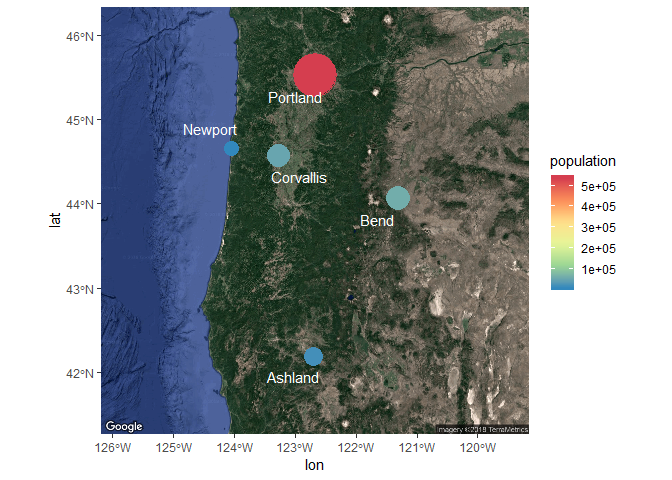 46°N
45°N
44°N
43°N
42°N
lat
Portland
Newport
Corvallis
Bend
Ashland
Google
Imagery ©2018 TerraMetrics
126°W
125°W
124°W
123°W
122°W
121°W
120°W
lon
population
5e+05
4e+05
3e+05
2e+05
1e+05